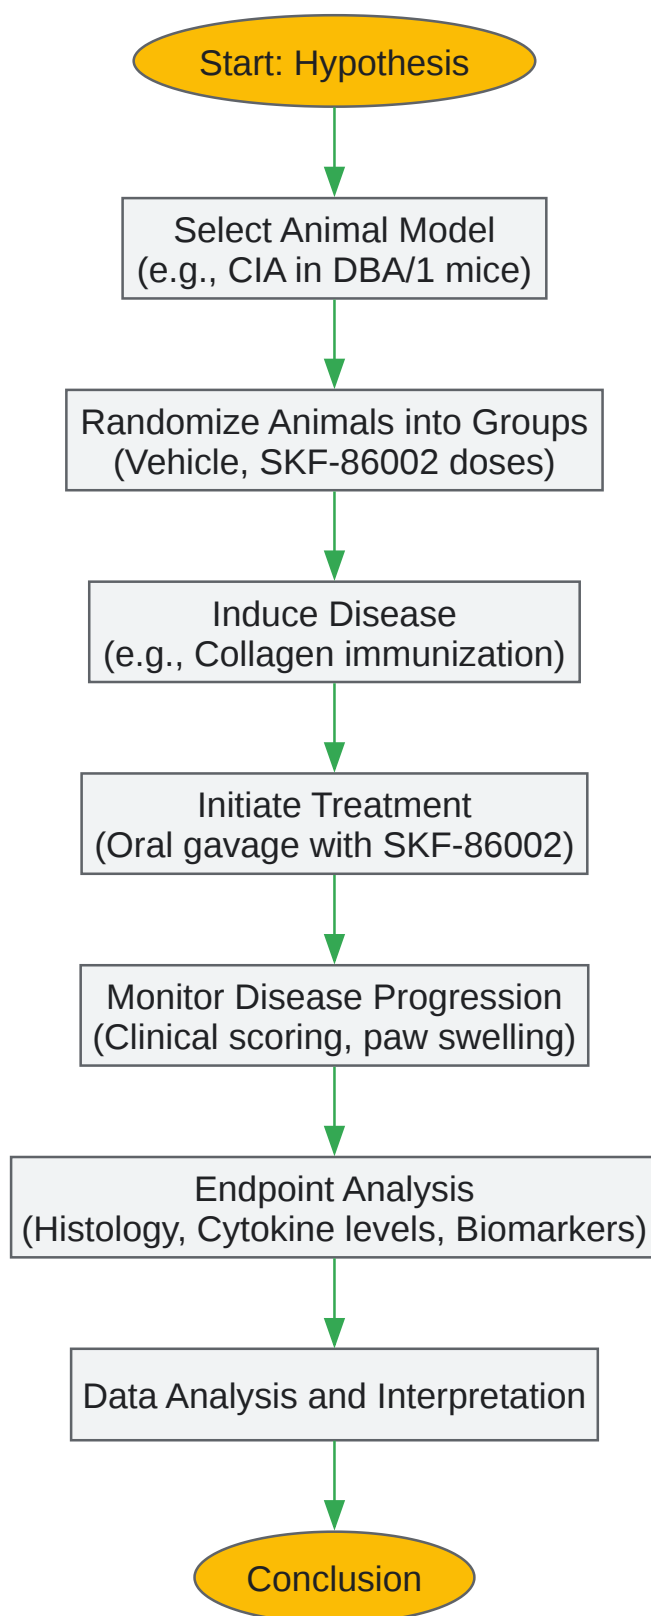 Start: Hypothesis
Select Animal Model
(e.g., CIA in DBA/1 mice)
Randomize Animals into Groups
(Vehicle, SKF-86002 doses)
Induce Disease
(e.g., Collagen immunization)
Initiate Treatment
(Oral gavage with SKF-86002)
Monitor Disease Progression
(Clinical scoring, paw swelling)
Endpoint Analysis
(Histology, Cytokine levels, Biomarkers)
Data Analysis and Interpretation
Conclusion